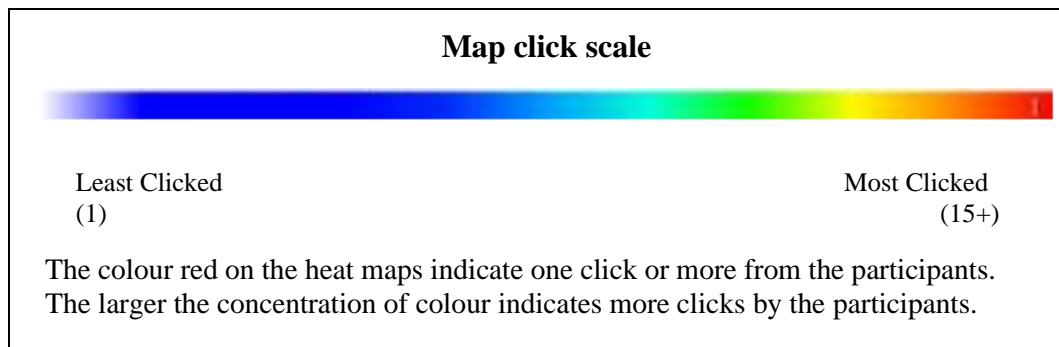 Map click scale
Least Clicked
Most Clicked
(1)
(15+)
The colour red on the heat maps indicate one click or more from the participants.
The larger the concentration of colour indicates more clicks by the participants.